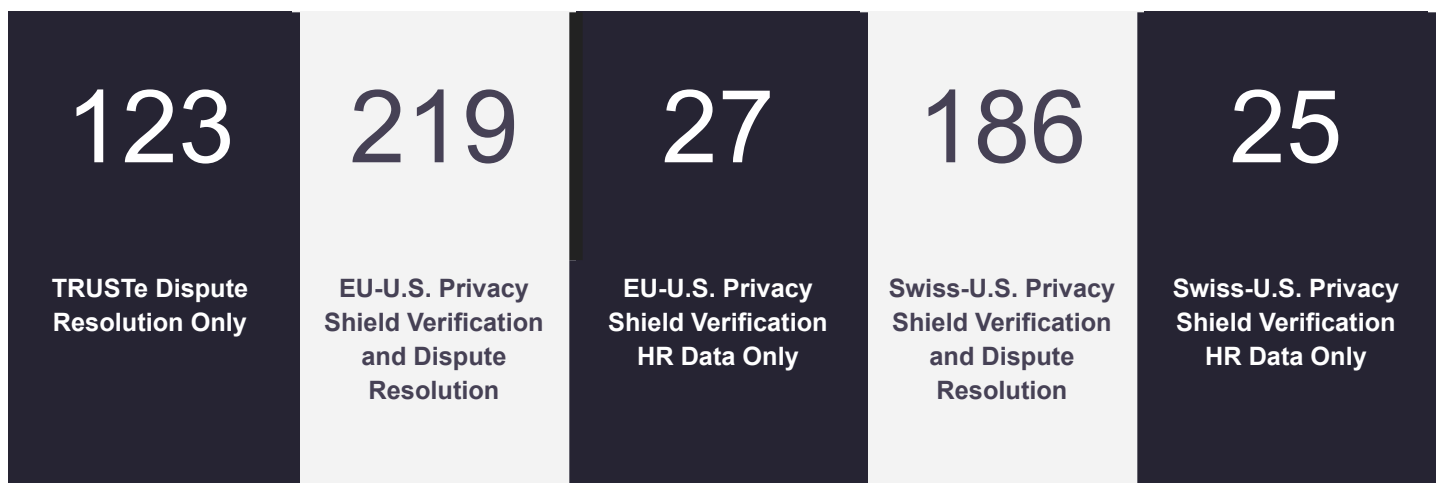 123
TRUSTe Dispute
Resolution Only
219
EU-U.S. Privacy
Shield Verification
and Dispute
Resolution
27
EU-U.S. Privacy
Shield Verification
HR Data Only
186
Swiss-U.S. Privacy
Shield Verification
and Dispute
Resolution
25
Swiss-U.S. Privacy
Shield Verification
HR Data Only